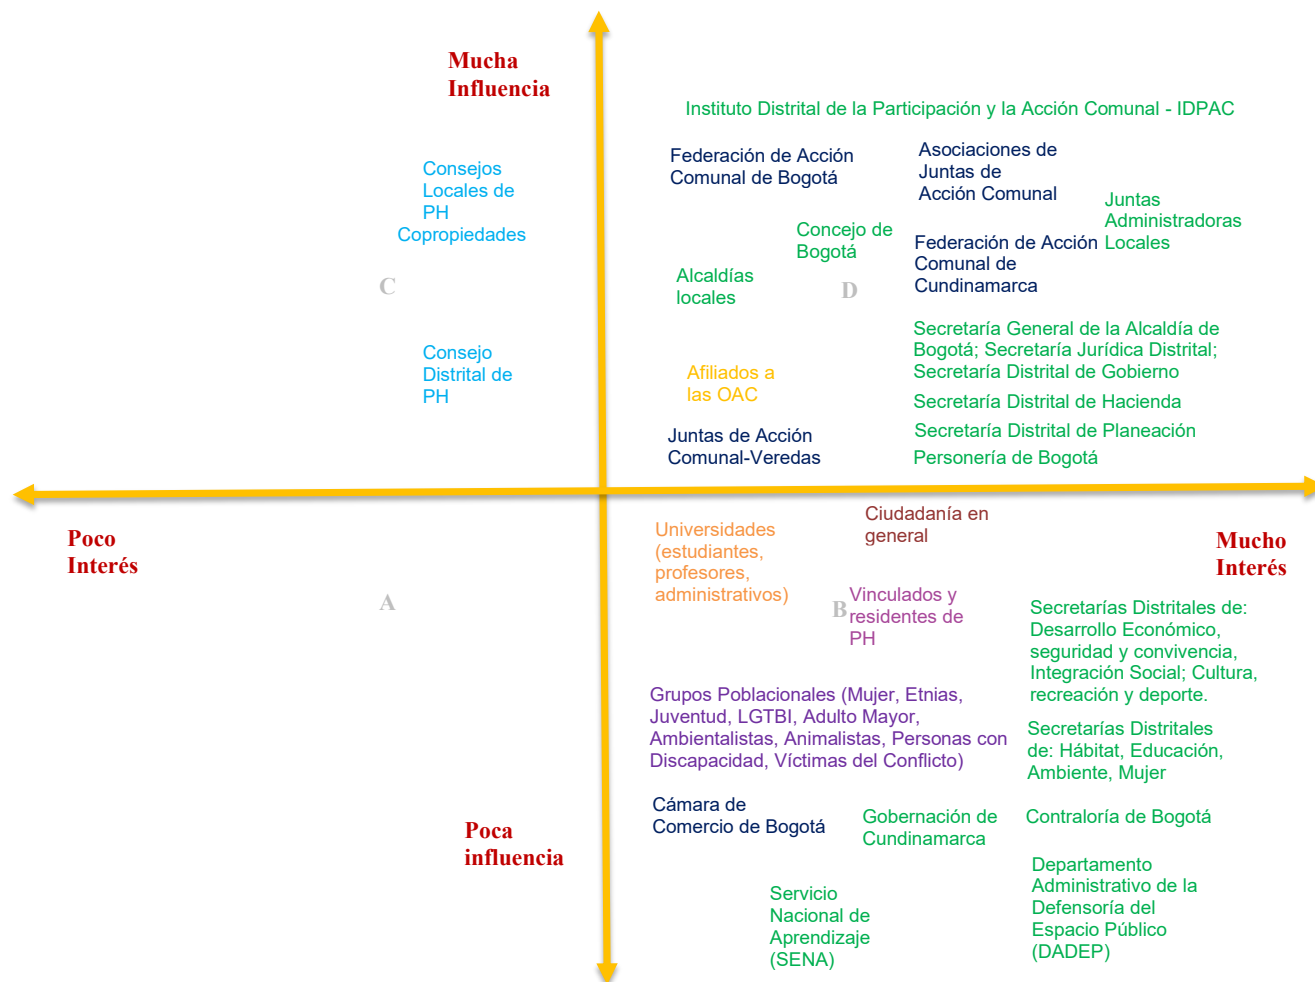 Mucha
Influencia
Instituto Distrital de la Participación y la Acción Comunal - IDPAC
Federación de Acción
Comunal de Bogotá
Asociaciones de
Juntas de
Acción Comunal
Consejos
Locales de
PH
Copropiedades
Juntas
Administradoras
Locales
Concejo de
Bogotá
Federación de Acción
Comunal de
Cundinamarca
Alcaldías
locales
C
D
Secretaría General de la Alcaldía de
Bogotá; Secretaría Jurídica Distrital;
Secretaría Distrital de Gobierno
Consejo
Distrital de
PH
Afiliados a
las OAC
Secretaría Distrital de Hacienda
Juntas de Acción
Comunal-Veredas
Secretaría Distrital de Planeación
Personería de Bogotá
Poco
Interés
Universidades
(estudiantes,
profesores,
administrativos)
Ciudadanía en
general
Mucho
Interés
A
B
Vinculados y
residentes de
PH
Secretarías Distritales de:
Desarrollo Económico,
seguridad y convivencia,
Integración Social; Cultura,
recreación y deporte.
Grupos Poblacionales (Mujer, Etnias,
Juventud, LGTBI, Adulto Mayor,
Ambientalistas, Animalistas, Personas con
Discapacidad, Víctimas del Conflicto)
Secretarías Distritales
de: Hábitat, Educación,
Ambiente, Mujer
Cámara de
Comercio de Bogotá
Gobernación de
Cundinamarca
Contraloría de Bogotá
Poca
influencia
Servicio
Nacional de
Aprendizaje
(SENA)
Departamento
Administrativo de la
Defensoría del
Espacio Público
(DADEP)